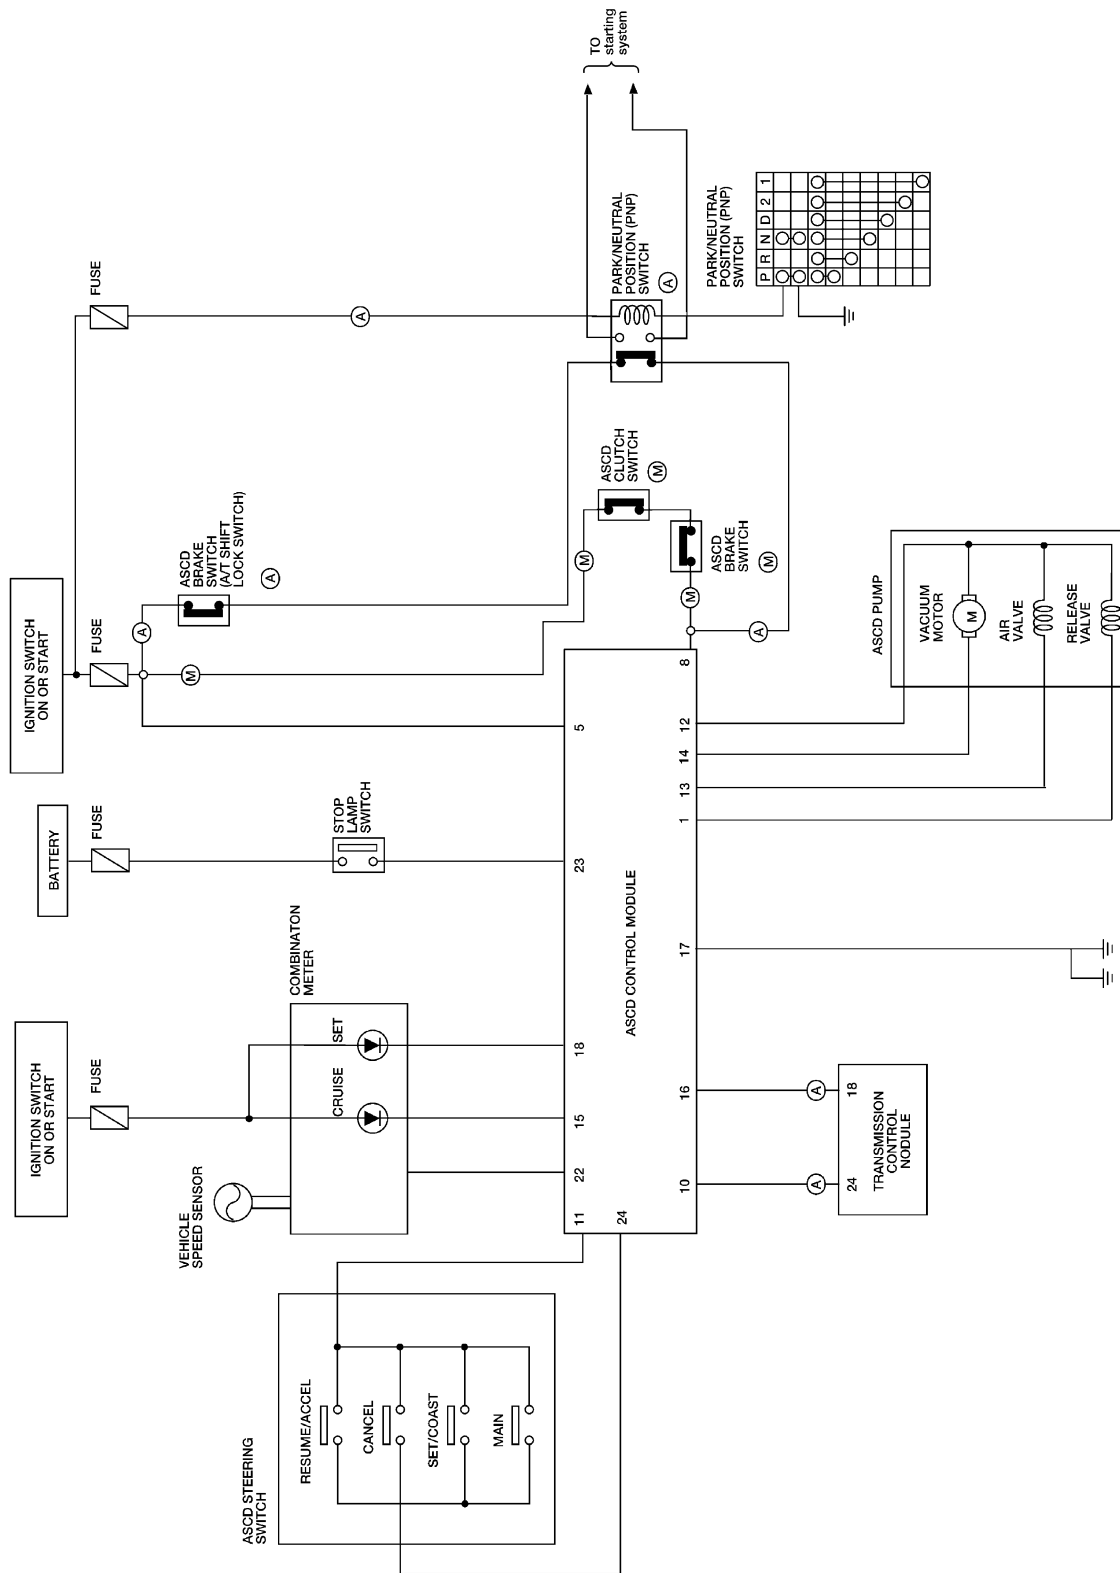 IGNITION SWITCH
ON OR START
FUSE
VEHICLE
SPEED SENSOR
COMBINATON
METER
CRUISE
SET
BATTERY
FUSE
STOP
LAMP
SWITCH
IGNITION SWITCH
ON OR START
FUSE
FUSE
A
M
ASCD
BRAKE
SWITCH
(A/T SHIFT
LOCK SWITCH)
A
A
TO
starting
system
PARK/NEUTRAL
POSITION (PNP)
SWITCH
A
PARK/NEUTRAL
POSITION (PNP)
SWITCH
P R N D 2 1
M
ASCD
CLUTCH
SWITCH
M
ASCD
BRAKE
SWITCH
M
M
A
ASCD STEERING
SWITCH
RESUME/ACCEL
CANCEL
SET/COAST
MAIN
11
22
15
18
23
5
24
ASCD CONTROL MODULE
10
16
17
1
13
14
12
8
A
A
24
18
TRANSMISSION
CONTROL
NODULE
ASCD PUMP
VACUUM
MOTOR
M
AIR
VALVE
RELEASE
VALVE